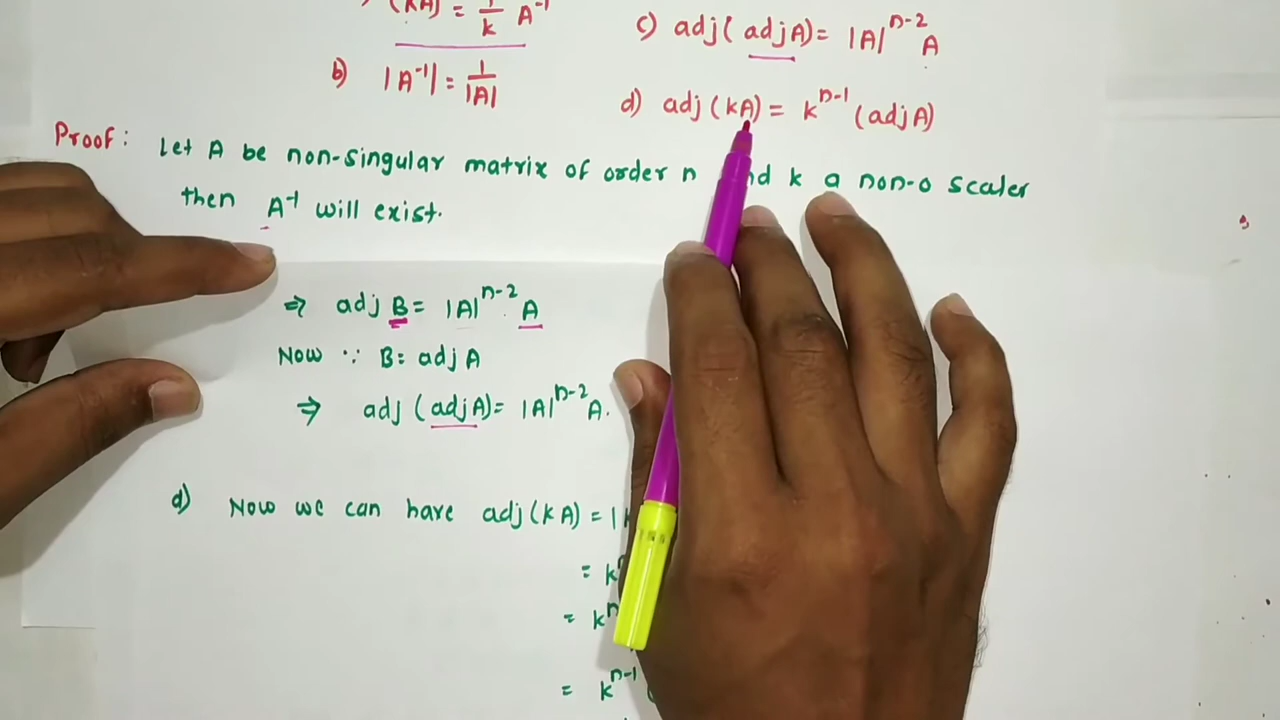 (kA) = 1/k A⁻¹
c) adj( adjA)= |A|ⁿ⁻² A
b) |A⁻¹| = 1/|A|
d) adj (kA) = kⁿ⁻¹ (adjA)
Proof: Let A be non-singular matrix of order n k a non-0 scaler
then A⁻¹ will exist.
⇒ adj B = |A|ⁿ⁻² A
Now ∵ B= adj A
⇒ adj (adjA)= |A|ⁿ⁻² A.
d) Now we can have adj(kA) = |
= k
= kⁿ
= kⁿ⁻¹